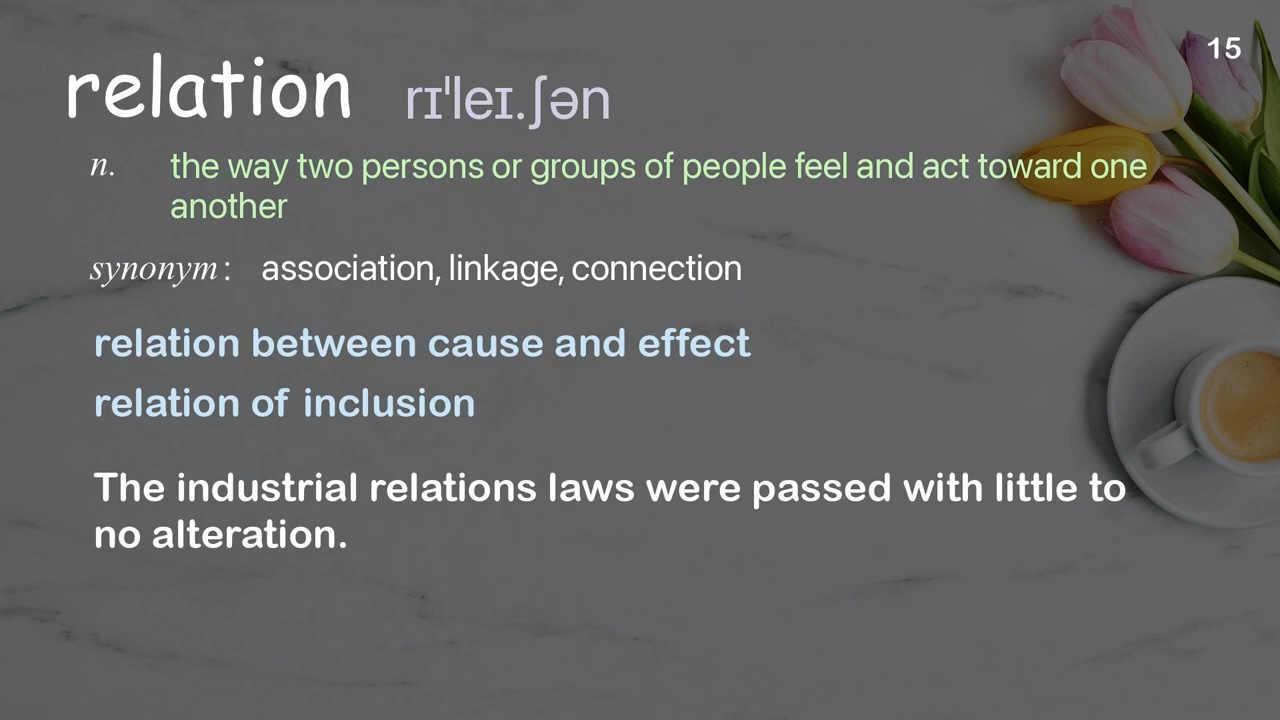 15
relation rɪˈleɪ.ʃən
n. the way two persons or groups of people feel and act toward one
another
synonym: association, linkage, connection
relation between cause and effect
relation of inclusion
The industrial relations laws were passed with little to
no alteration.